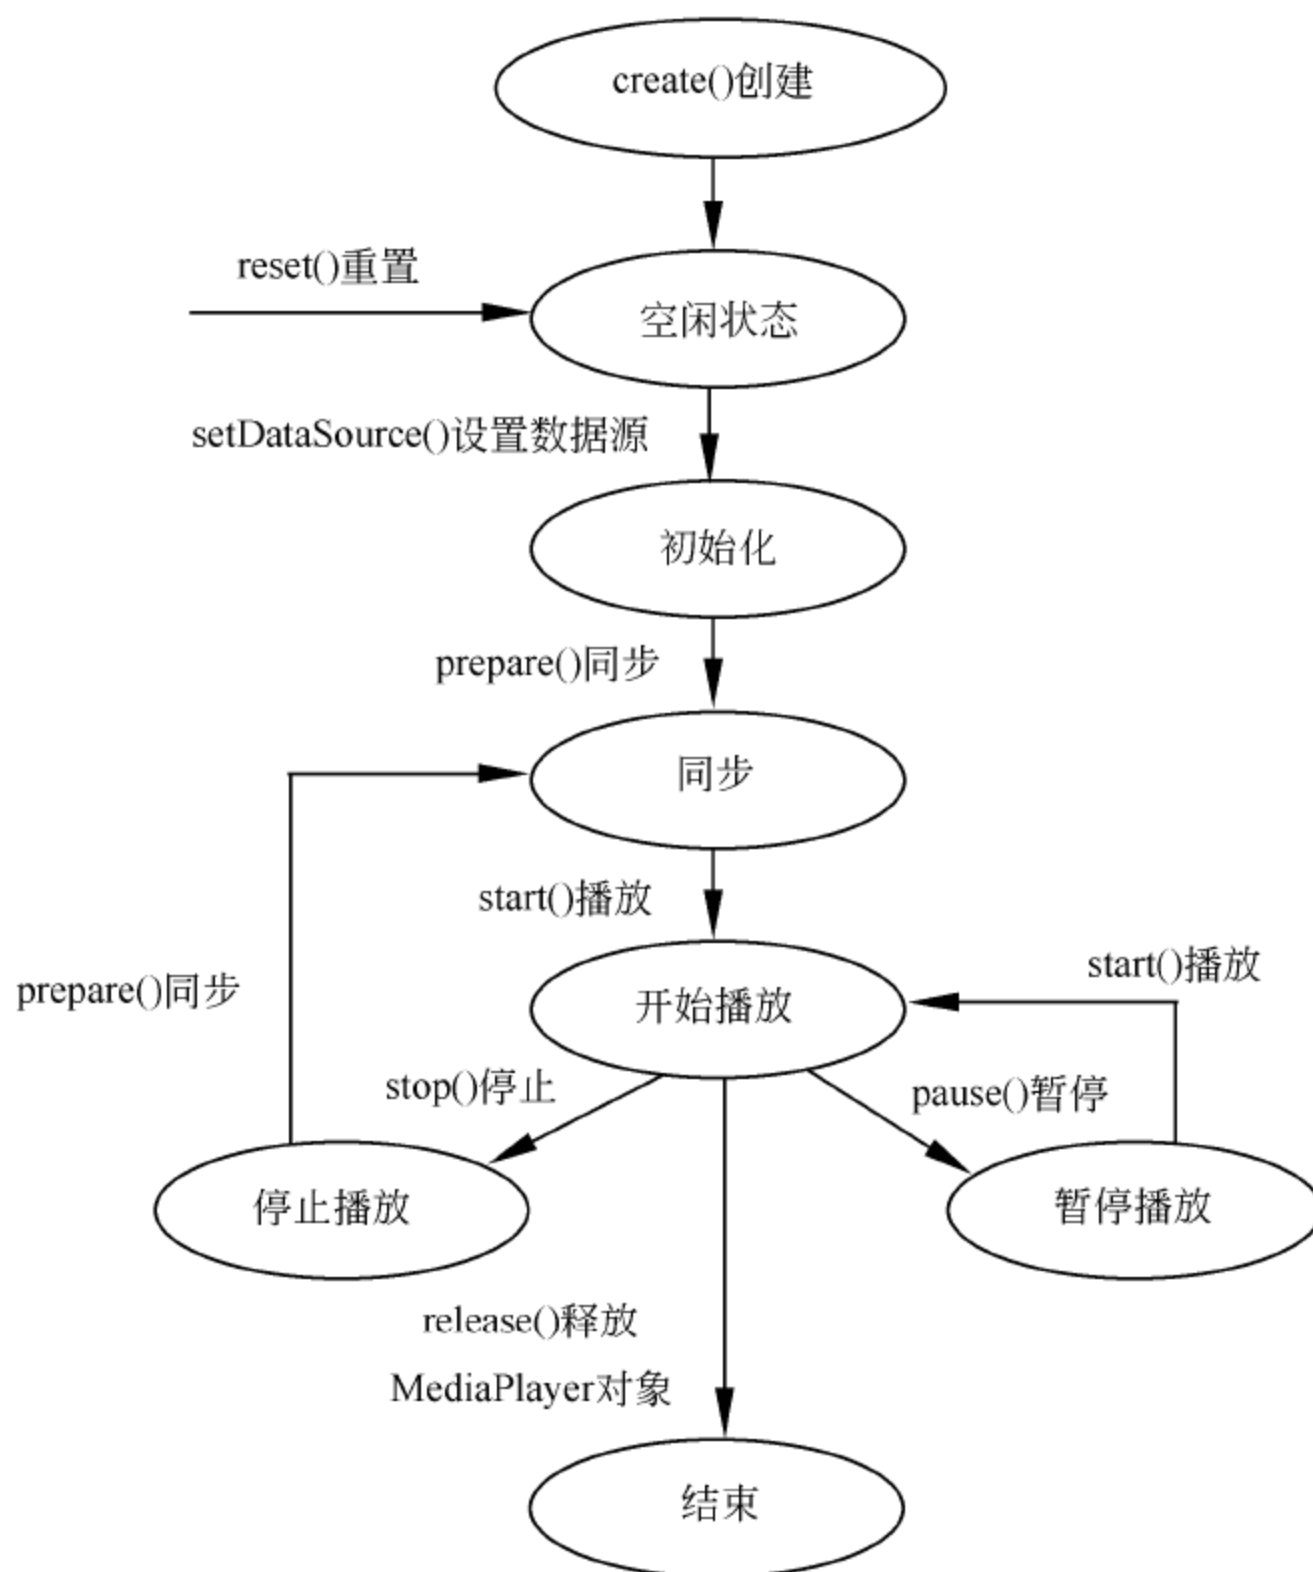 create()创建
reset()重置
空闲状态
setDataSource()设置数据源
初始化
prepare()同步
同步
start()播放
start()播放
prepare()同步
开始播放
stop()停止
pause()暂停
停止播放
暂停播放
release()释放
MediaPlayer对象
结束